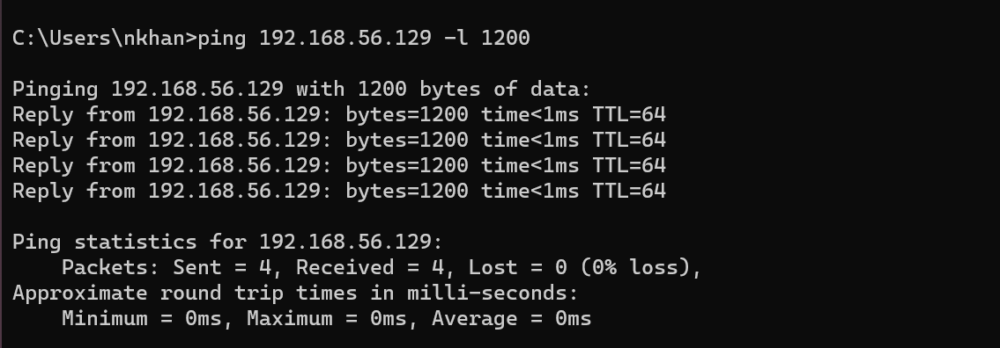 C:\Users\nkhan>ping 192.168.56.129 -l 1200
Pinging 192.168.56.129 with 1200 bytes of data:
Reply from 192.168.56.129: bytes=1200 time<1ms TTL=64
Reply from 192.168.56.129: bytes=1200 time<1ms TTL=64
Reply from 192.168.56.129: bytes=1200 time<1ms TTL=64
Reply from 192.168.56.129: bytes=1200 time<1ms TTL=64
Ping statistics for 192.168.56.129:
    Packets: Sent = 4, Received = 4, Lost = 0 (0% loss),
Approximate round trip times in milli-seconds:
    Minimum = 0ms, Maximum = 0ms, Average = 0ms